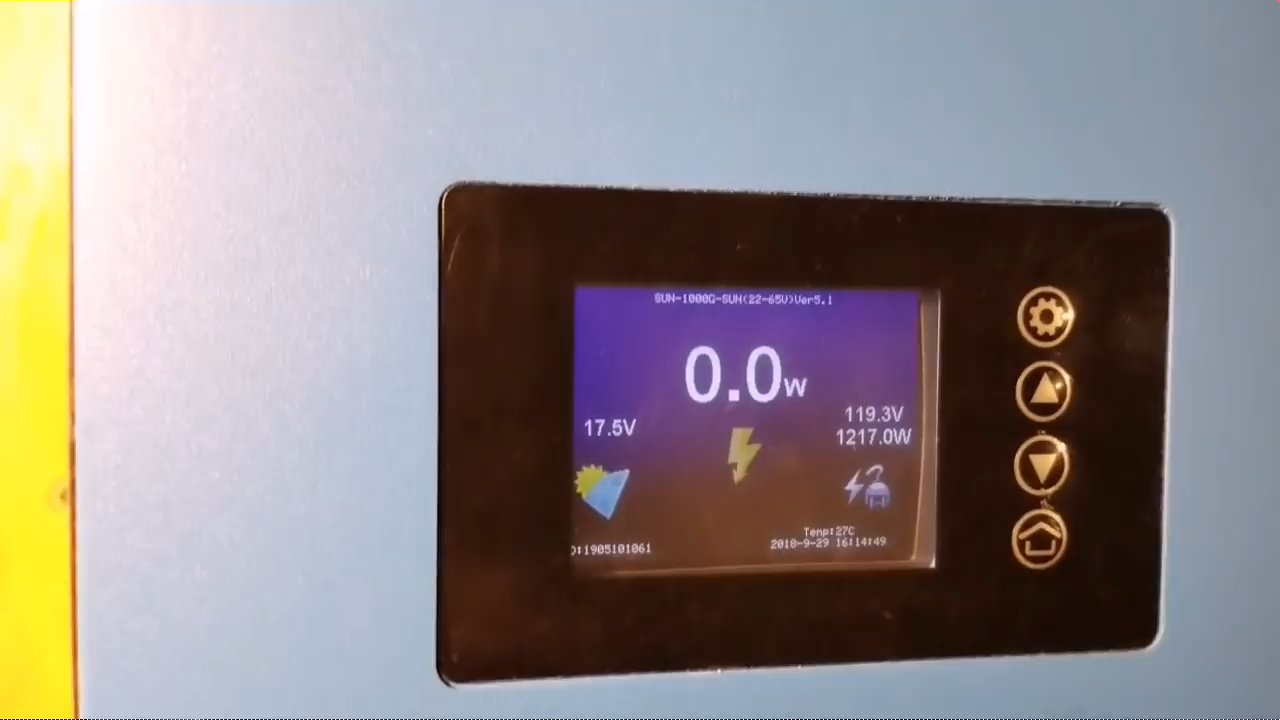 SUN-1000G-SUN(22-65V)Ver5.1
0.0W
17.5V
119.3V
1217.0W
Temp:27C
D:1905101061
2018-9-29 16:14:49